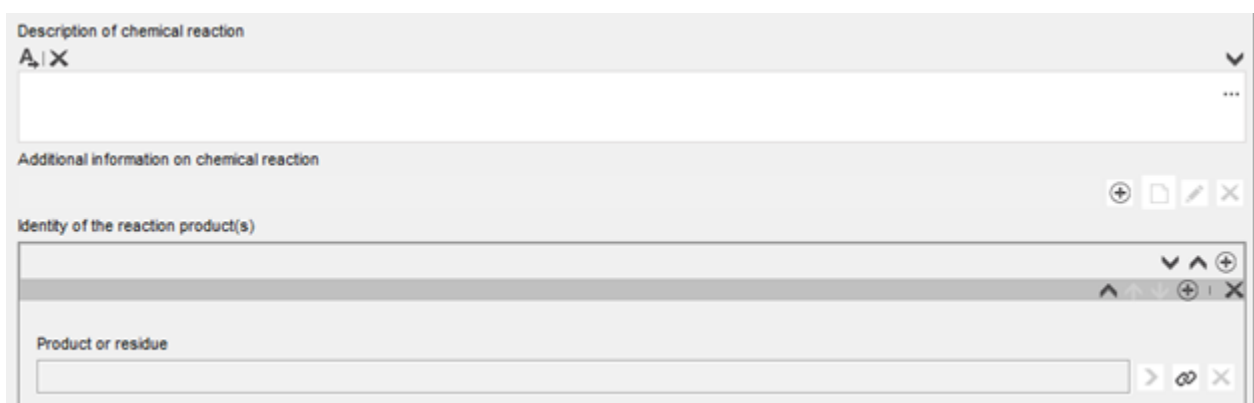 Description of chemical reaction
Additional information on chemical reaction
Identity of the reaction product(s)
Product or residue